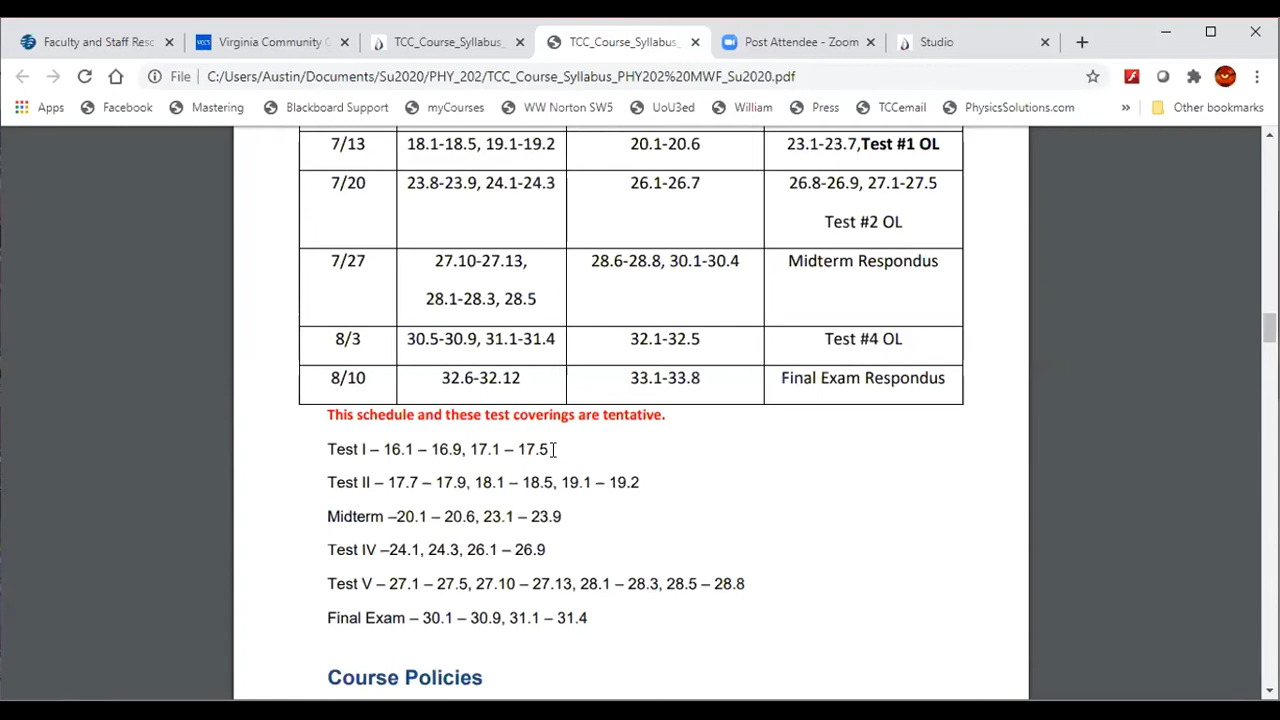 Faculty and Staff Resc
Virginia Community C
TCC_Course_Syllabus_
TCC_Course_Syllabus_
Post Attendee - Zoom
Studio
File
C:/Users/Austin/Documents/Su2020/PHY_202/TCC_Course_Syllabus_PHY202%20MWF_Su2020.pdf
Apps
Facebook
Mastering
Blackboard Support
myCourses
WW Norton SW5
UoU3ed
William
Press
TCCemail
PhysicsSolutions.com
»
Other bookmarks
7/13 18.1-18.5, 19.1-19.2 20.1-20.6 23.1-23.7,Test #1 OL
7/20 23.8-23.9, 24.1-24.3 26.1-26.7 26.8-26.9, 27.1-27.5
Test #2 OL
7/27 27.10-27.13, 28.6-28.8, 30.1-30.4 Midterm Respondus
28.1-28.3, 28.5
8/3 30.5-30.9, 31.1-31.4 32.1-32.5 Test #4 OL
8/10 32.6-32.12 33.1-33.8 Final Exam Respondus
This schedule and these test coverings are tentative.
Test I – 16.1 – 16.9, 17.1 – 17.5
Test II – 17.7 – 17.9, 18.1 – 18.5, 19.1 – 19.2
Midterm –20.1 – 20.6, 23.1 – 23.9
Test IV –24.1, 24.3, 26.1 – 26.9
Test V – 27.1 – 27.5, 27.10 – 27.13, 28.1 – 28.3, 28.5 – 28.8
Final Exam – 30.1 – 30.9, 31.1 – 31.4
Course Policies